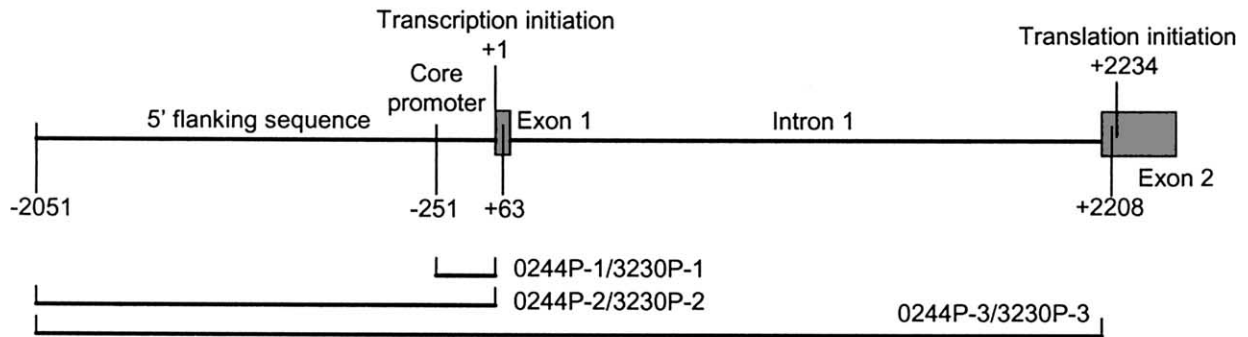 Transcription initiation
+1
Translation initiation
+2234
Core
promoter
5' flanking sequence
Exon 1
Intron 1
Exon 2
-2051
-251
+63
+2208
0244P-1/3230P-1
0244P-2/3230P-2
0244P-3/3230P-3